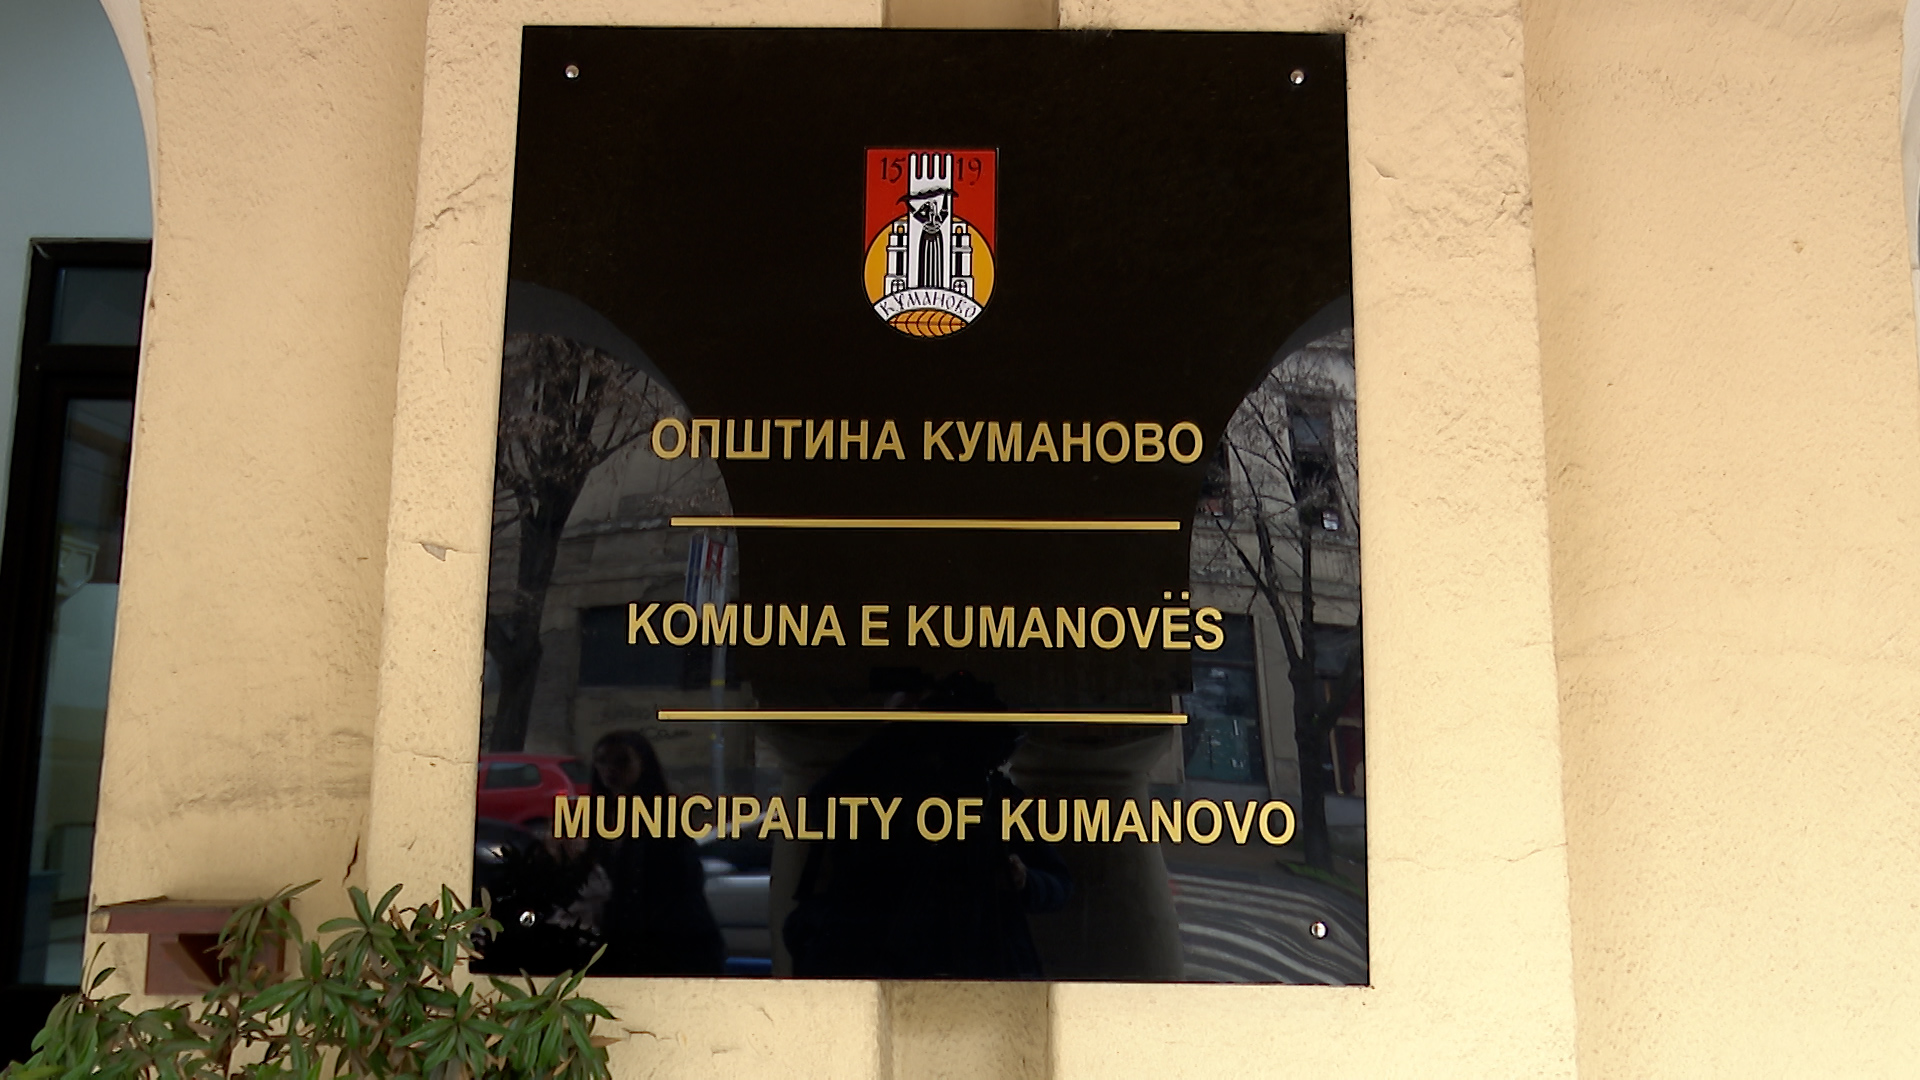 15 19
КУМАНОВО
ОПШТИНА КУМАНОВО
KOMUNA E KUMANOVËS
MUNICIPALITY OF KUMANOVO